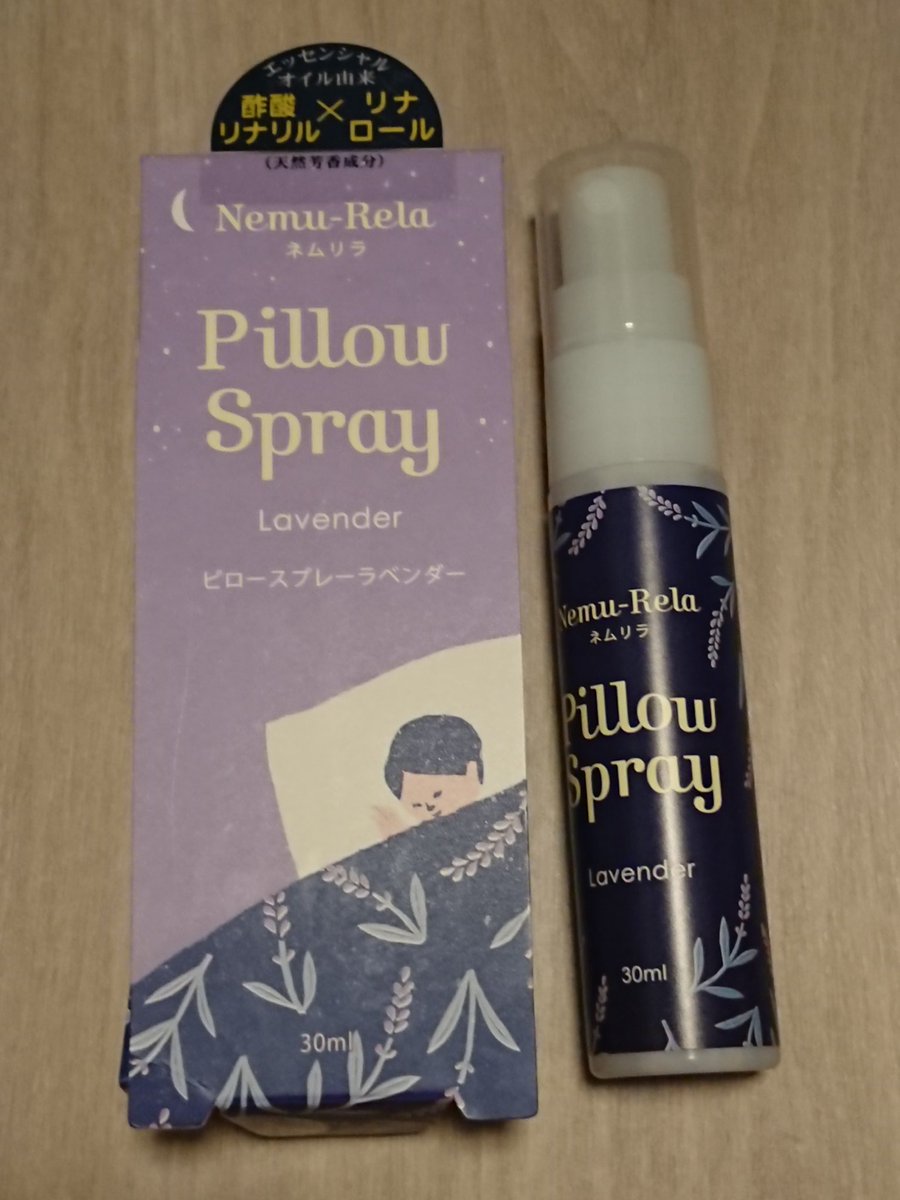 エッセンシャル
オイル由来
酢酸
リナリル
×
リナ
ロール
(天然芳香成分)
Nemu-Rela
ネムリラ
Pillow
Spray
Lavender
ピロースプレーラベンダー
30ml
Nemu-Rela
ネムリラ
Pillow
Spray
Lavender
30ml